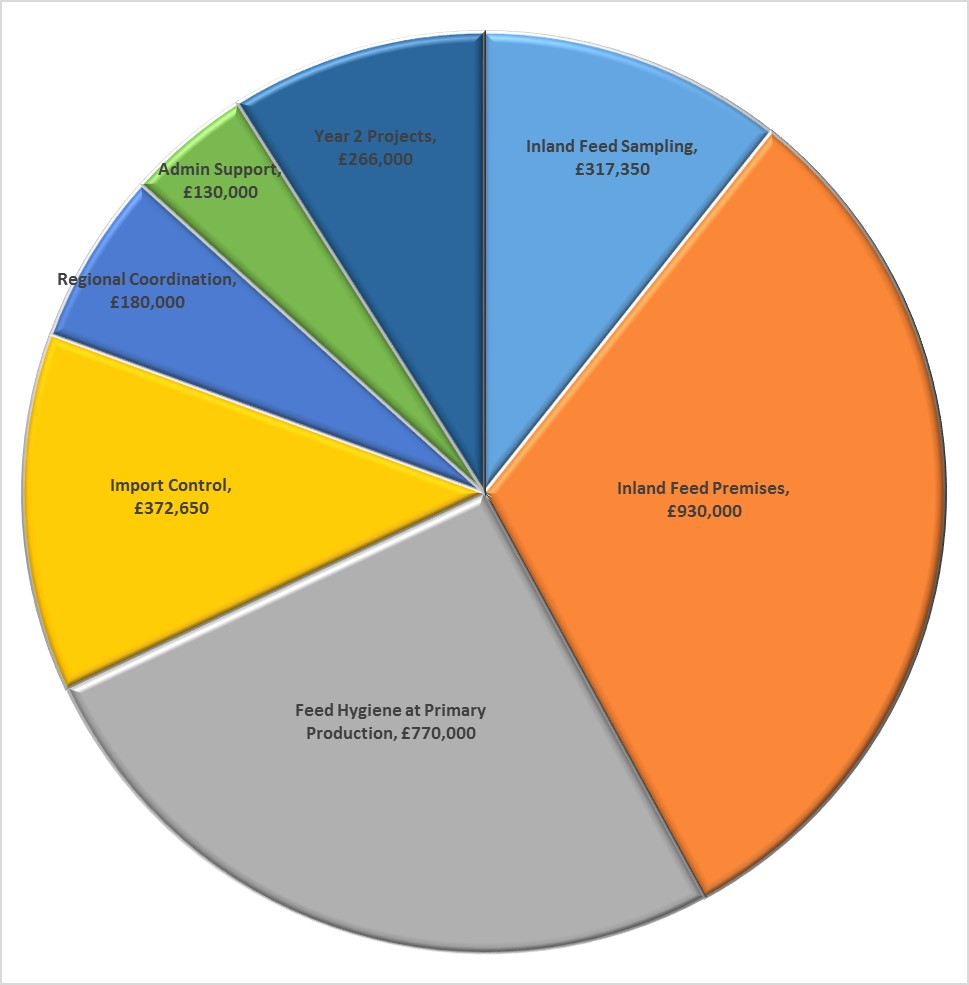 Year 2 Projects,
£266,000
Inland Feed Sampling,
£317,350
Admin Support,
£130,000
Regional Coordination,
£180,000
Import Control,
£372,650
Inland Feed Premises,
£930,000
Feed Hygiene at Primary
Production, £770,000